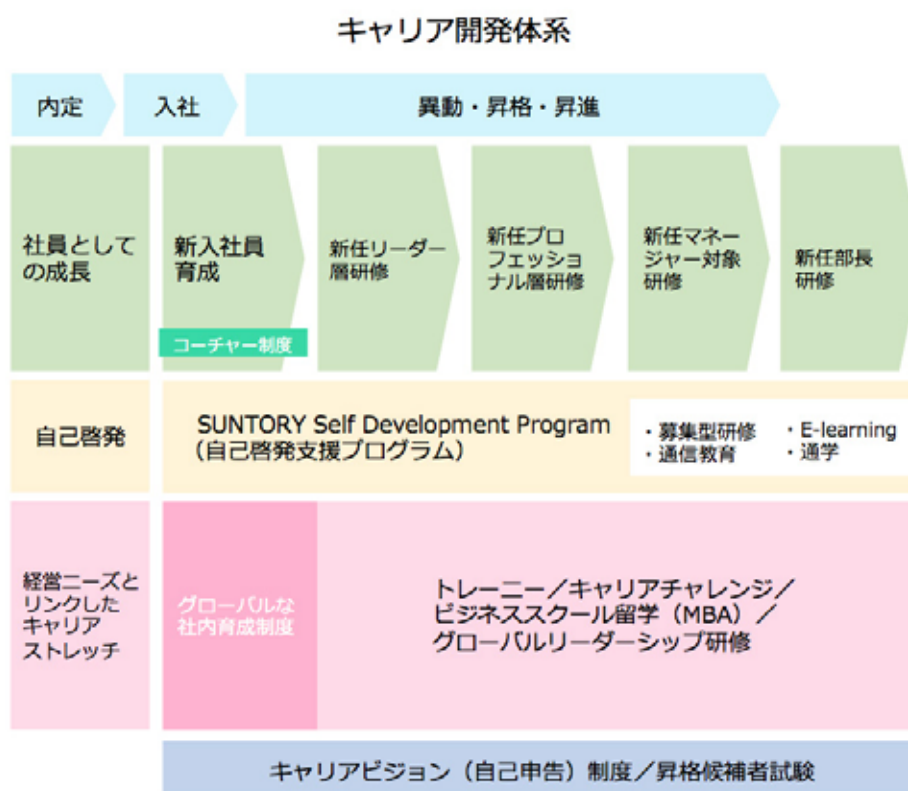 キャリア開発体系
内定
入社
異動・昇格・昇進
社員として
の成長
新入社員
育成
コーチャー制度
新任リーダー
層研修
新任プロ
フェッショ
ナル層研修
新任マネー
ジャー対象
研修
新任部長
研修
自己啓発
SUNTORY Self Development Program
（自己啓発支援プログラム）
・募集型研修
・通信教育
・E-learning
・通学
経営ニーズと
リンクした
キャリア
ストレッチ
グローバルな
社内育成制度
トレーニー／キャリアチャレンジ／
ビジネススクール留学（MBA）／
グローバルリーダーシップ研修
キャリアビジョン（自己申告）制度／昇格候補者試験